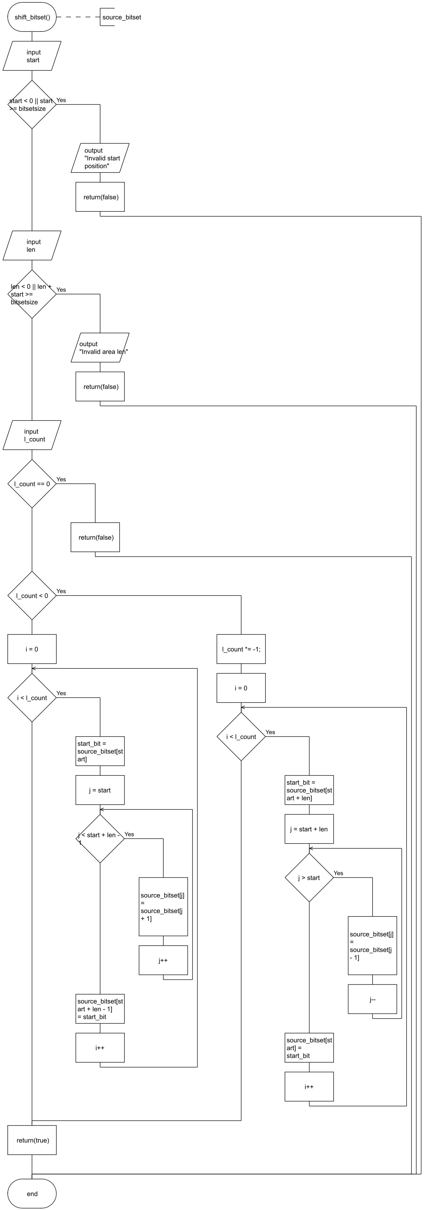 shift_bitset()
source_bitset
input
start
start < 0 || start
>= bitsetsize
Yes
output
"Invalid start
position"
return(false)
input
len
len < 0 || len +
start >=
bitsetsize
Yes
output
"Invalid area len"
return(false)
input
l_count
l_count == 0
Yes
return(false)
l_count < 0
Yes
i = 0
l_count *= -1;
i = 0
i < l_count
Yes
i < l_count
Yes
start_bit =
source_bitset[st
art]
start_bit =
source_bitset[st
art + len]
j = start
j = start + len
j < start + len -
1
Yes
j > start
Yes
source_bitset[j]
=
source_bitset[j
+ 1]
source_bitset[j]
=
source_bitset[j
- 1]
j++
j--
source_bitset[st
art + len - 1]
= start_bit
source_bitset[st
art] =
start_bit
i++
i++
return(true)
end